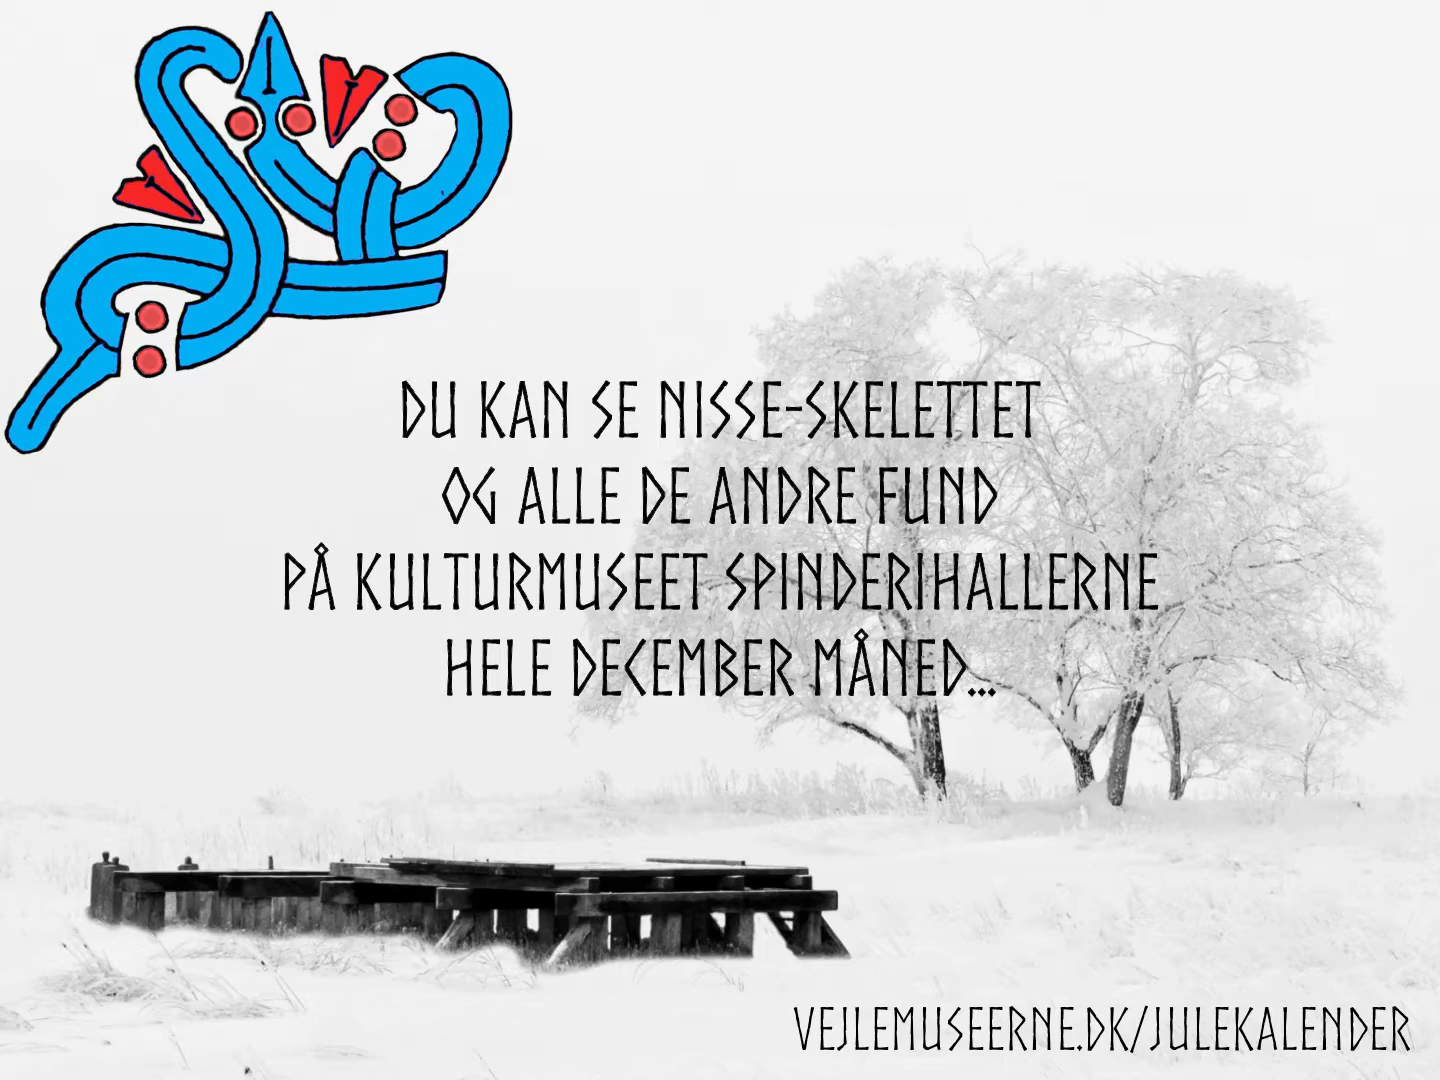 DU KAN SE NISSE-SKELETTET
OG ALLE DE ANDRE FUND
PÅ KULTURMUSEET SPINDERIHALLERNE
HELE DECEMBER MÅNED...
VEJLEMUSEERNE.DK/JULEKALENDER